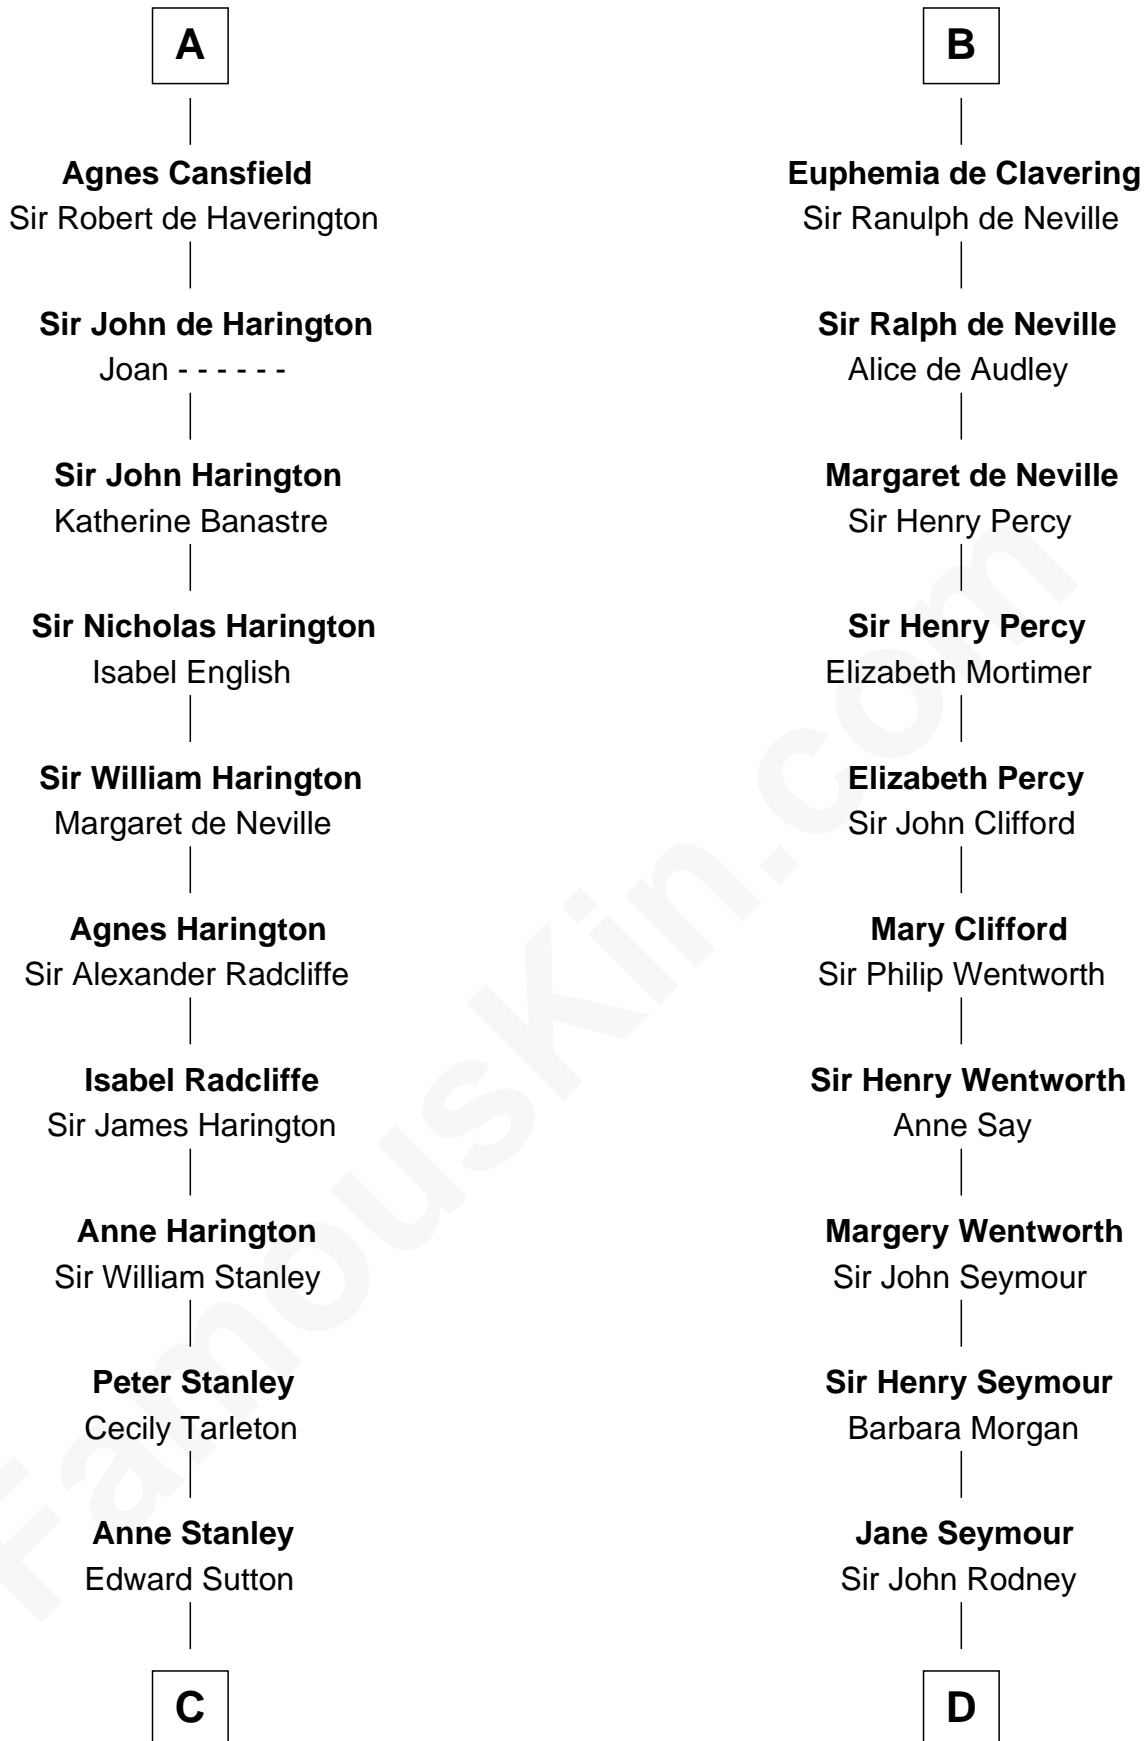 A
Agnes Cansfield
Sir Robert de Haverington
Sir John de Harington
Joan - - - - - -
Sir John Harington
Katherine Banastre
Sir Nicholas Harington
Isabel English
Sir William Harington
Margaret de Neville
Agnes Harington
Sir Alexander Radcliffe
Isabel Radcliffe
Sir James Harington
Anne Harington
Sir William Stanley
Peter Stanley
Cecily Tarleton
Anne Stanley
Edward Sutton
C
B
Euphemia de Clavering
Sir Ranulph de Neville
Sir Ralph de Neville
Alice de Audley
Margaret de Neville
Sir Henry Percy
Sir Henry Percy
Elizabeth Mortimer
Elizabeth Percy
Sir John Clifford
Mary Clifford
Sir Philip Wentworth
Sir Henry Wentworth
Anne Say
Margery Wentworth
Sir John Seymour
Sir Henry Seymour
Barbara Morgan
Jane Seymour
Sir John Rodney
D
FamousKin.com